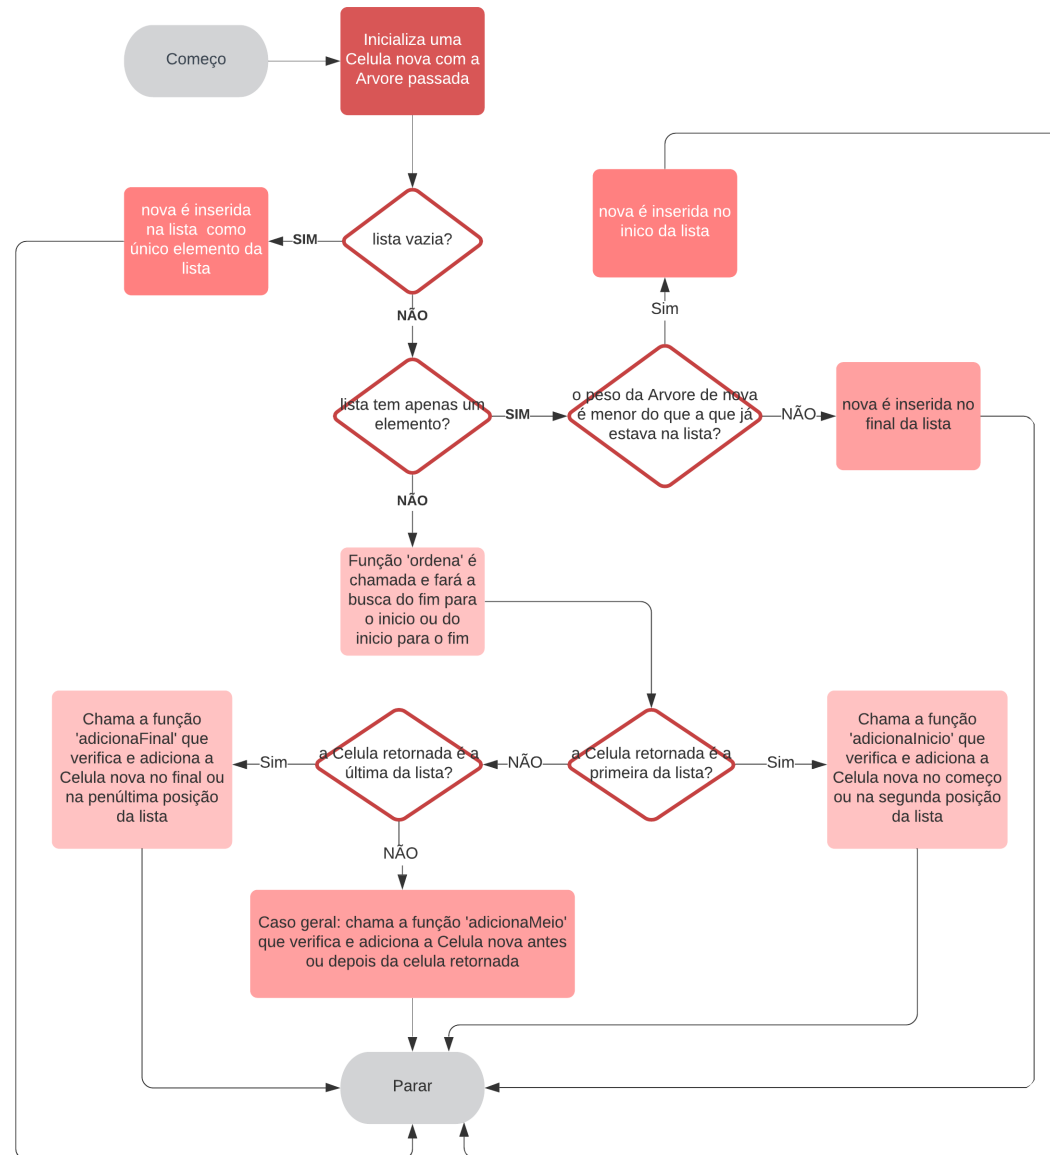 Começo
Inicializa uma
Celula nova com a
Arvore passada
nova é inserida
na lista como
único elemento da
lista
SIM
lista vazia?
nova é inserida no
inico da lista
NÃO
Sim
lista tem apenas um
elemento?
SIM
o peso da Arvore de nova
é menor do que a que já
estava na lista?
NÃO
nova é inserida no
final da lista
NÃO
Função 'ordena' é
chamada e fará a
busca do fim para
o inicio ou do
inicio para o fim
Chama a função
'adicionaFinal' que
verifica e adiciona a
Celula nova no final ou
na penúltima posição
da lista
Sim
a Celula retornada é a
última da lista?
NÃO
a Celula retornada é a
primeira da lista?
Sim
Chama a função
'adicionaInicio' que
verifica e adiciona a
Celula nova no começo
ou na segunda posição
da lista
NÃO
Caso geral: chama a função 'adicionaMeio'
que verifica e adiciona a Celula nova antes
ou depois da celula retornada
Parar